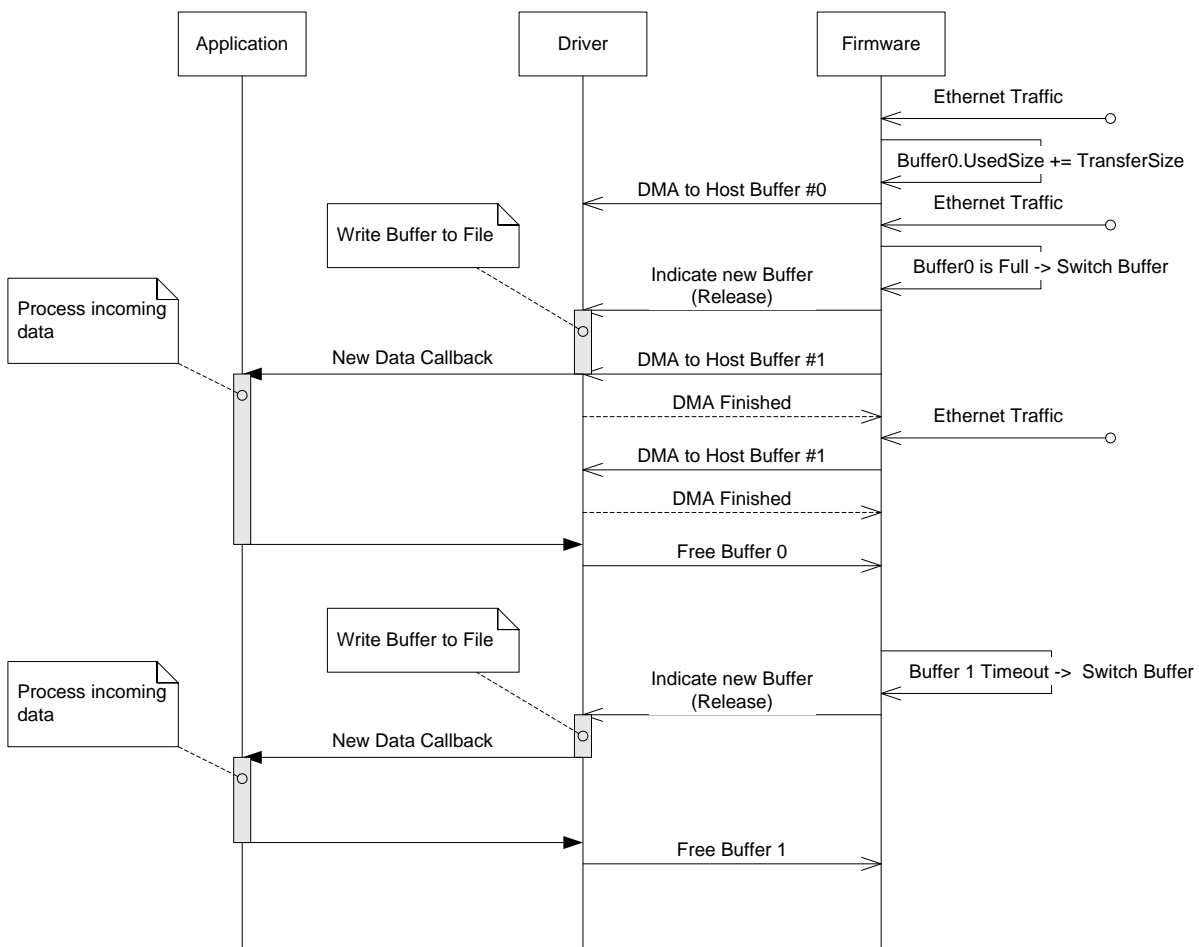 Application
Driver
Firmware
Ethernet Traffic
Buffer0.UsedSize += TransferSize
DMA to Host Buffer #0
Ethernet Traffic
Write Buffer to File
Buffer0 is Full -> Switch Buffer
Indicate new Buffer
(Release)
Process incoming
data
New Data Callback
DMA to Host Buffer #1
DMA Finished
Ethernet Traffic
DMA to Host Buffer #1
DMA Finished
Free Buffer 0
Write Buffer to File
Buffer 1 Timeout -> Switch Buffer
Indicate new Buffer
(Release)
Process incoming
data
New Data Callback
Free Buffer 1